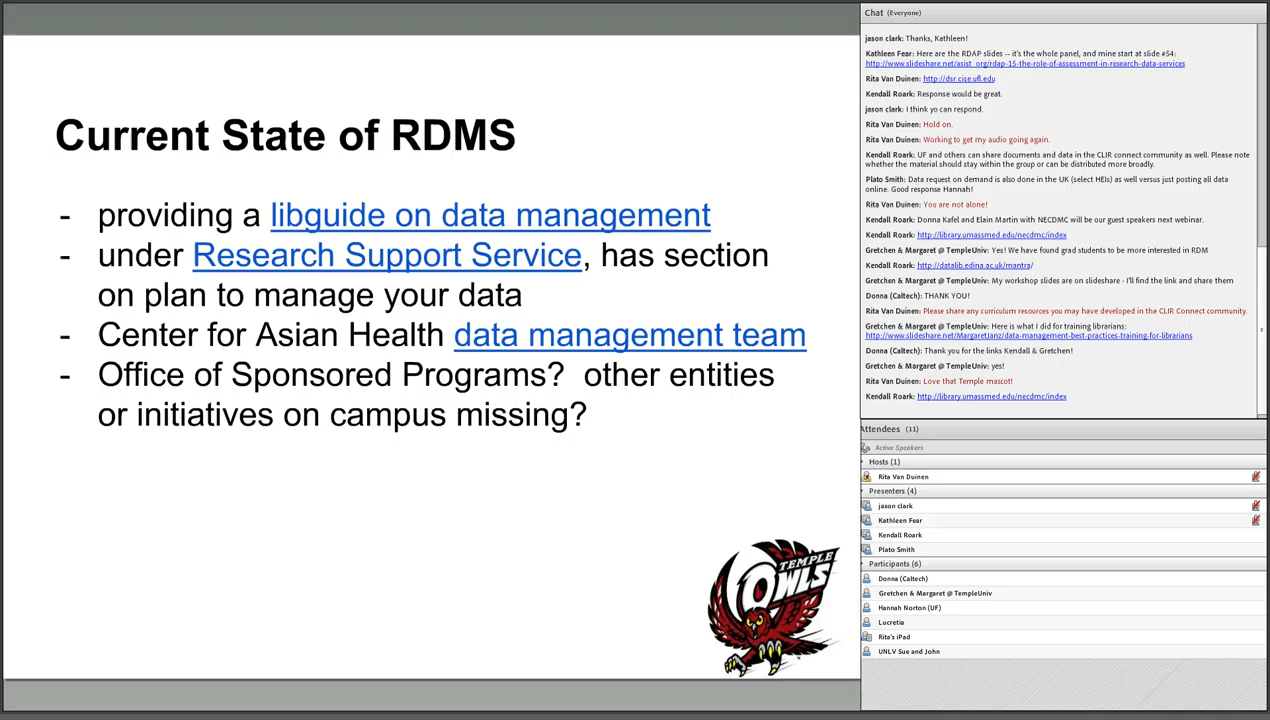 Current State of RDMS
- providing a libguide on data management
- under Research Support Service, has section
on plan to manage your data
- Center for Asian Health data management team
- Office of Sponsored Programs?  other entities
or initiatives on campus missing?
TEMPLE
OWLS
Chat (Everyone)
jason clark: Thanks, Kathleen!
Kathleen Fear: Here are the RDAP slides -- it's the whole panel, and mine start at slide #54:
http://www.slideshare.net/asist_org/rdap-15-the-role-of-assessment-in-research-data-services
Rita Van Duinen: http://dsr.cise.ufl.edu
Kendall Roark: Response would be great.
jason clark: I think yo can respond.
Rita Van Duinen: Hold on.
Rita Van Duinen: Working to get my audio going again.
Kendall Roark: UF and others can share documents and data in the CLIR connect community as well. Please note
whether the material should stay within the group or can be distributed more broadly.
Plato Smith: Data request on demand is also done in the UK (select HEIs) as well versus just posting all data
online. Good response Hannah!
Rita Van Duinen: You are not alone!
Kendall Roark: Donna Kafel and Elain Martin with NECDMC will be our guest speakers next webinar.
Kendall Roark: http://library.umassmed.edu/necdmc/index
Gretchen & Margaret @ TempleUniv: Yes! We have found grad students to be more interested in RDM
Kendall Roark: http://datalib.edina.ac.uk/mantra/
Gretchen & Margaret @ TempleUniv: My workshop slides are on slideshare - I'll find the link and share them
Donna (Caltech): THANK YOU!
Rita Van Duinen: Please share any curriculum resources you may have developed in the CLIR Connect Community.
Gretchen & Margaret @ TempleUniv: Here is what I did for training librarians:
http://www.slideshare.net/MargaretJanz/data-management-best-practices-training-for-librarians
Donna (Caltech): Thank you for the links Kendall & Gretchen!
Gretchen & Margaret @ TempleUniv: yes!
Rita Van Duinen: Love that Temple mascot!
Kendall Roark: http://library.umassmed.edu/necdmc/index
Attendees (11)
Active Speakers
Hosts (1)
Rita Van Duinen
Presenters (4)
jason clark
Kathleen Fear
Kendall Roark
Plato Smith
Participants (6)
Donna (Caltech)
Gretchen & Margaret @ TempleUniv
Hannah Norton (UF)
Lucretia
Rita's iPad
UNLV Sue and John